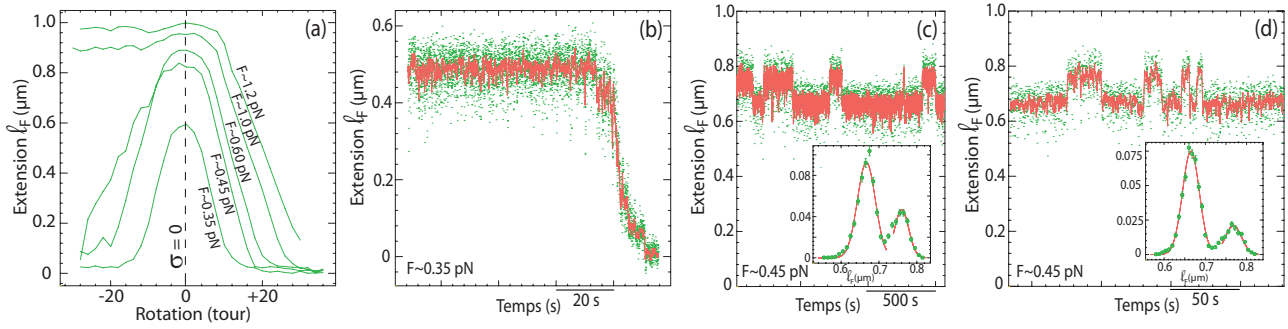 (a)
Extension ℓF (µm)
1.0
0.8
0.6
0.4
0.2
0
F~1.2 pN
F~1.0 pN
F~0.60 pN
F~0.45 pN
F~0.35 pN
σ = 0
-20 0 +20
Rotation (tour)
(b)
Extension ℓF (µm)
0.6
0.4
0.2
0.0
F~0.35 pN
20 s
Temps (s)
(c)
Extension ℓF (µm)
1.0
0.8
0.6
0.4
0.2
0
0.08
0.04
0
0.6 0.7 0.8
ℓF(µm)
F~0.45 pN
500 s
Temps (s)
(d)
Extension ℓF (µm)
1.0
0.8
0.6
0.4
0.2
0
0.075
0.05
0.025
0
0.6 0.7 0.8
ℓF(µm)
F~0.45 pN
50 s
Temps (s)